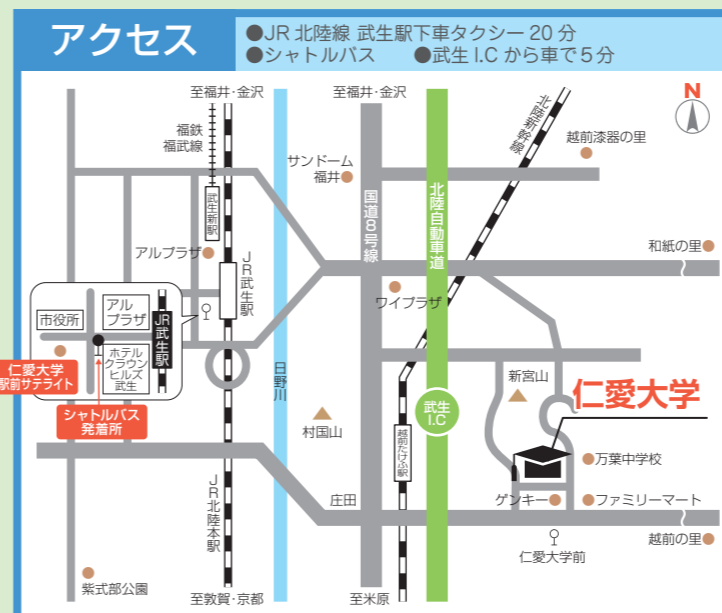 アクセス
●JR 北陸線 武生駅下車タクシー 20 分
●シャトルバス ●武生 I.C から車で5分
至福井・金沢
至福井・金沢
N
福鉄
福武線
北陸新幹線
越前漆器の里
サンドーム
福井
武生新駅
国道8号線
北陸自動車道
アルプラザ
JR武生駅
和紙の里
ワイプラザ
市役所
アル
プラザ
JR武生駅
ホテル
クラウン
ヒルズ
武生
仁愛大学
駅前サテライト
シャトルバス
発着所
日野川
村国山
武生
I.C
新宮山
仁愛大学
越前たけふ駅
万葉中学校
JR北陸本駅
庄田
ゲンキー
ファミリーマート
仁愛大学前
越前の里
紫式部公園
至敦賀・京都
至米原